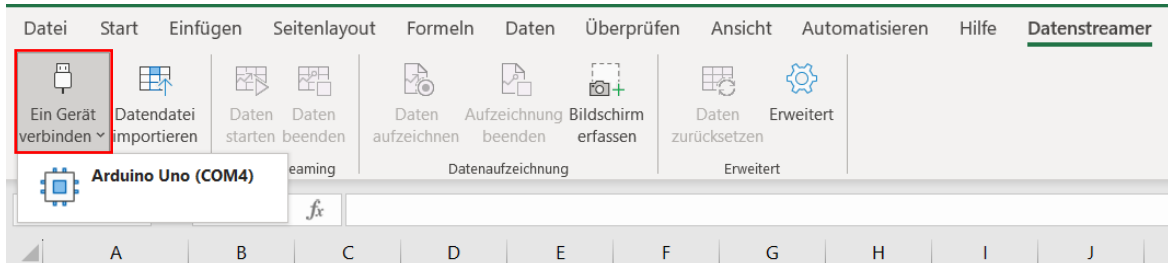 Datei Start Einfügen Seitenlayout Formeln Daten Überprüfen Ansicht Automatisieren Hilfe Datenstreamer
Ein Gerät verbinden
Datendatei importieren
Daten starten
Daten beenden
Daten aufzeichnen
Aufzeichnung beenden
Bildschirm erfassen
Daten zurücksetzen
Erweitert
eaming
Datenaufzeichnung
Erweitert
Arduino Uno (COM4)
fx
A B C D E F G H I J